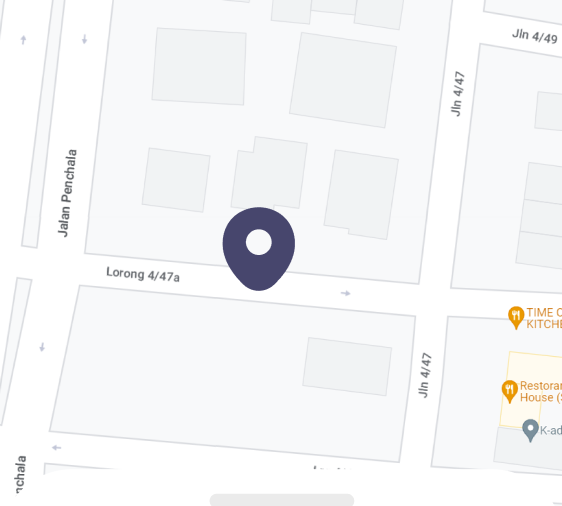 Jln 4/49
Jln 4/47
Jalan Penchala
Lorong 4/47a
TIME
KITCHE
Jln 4/47
Restora
House (
K-ad
nchala